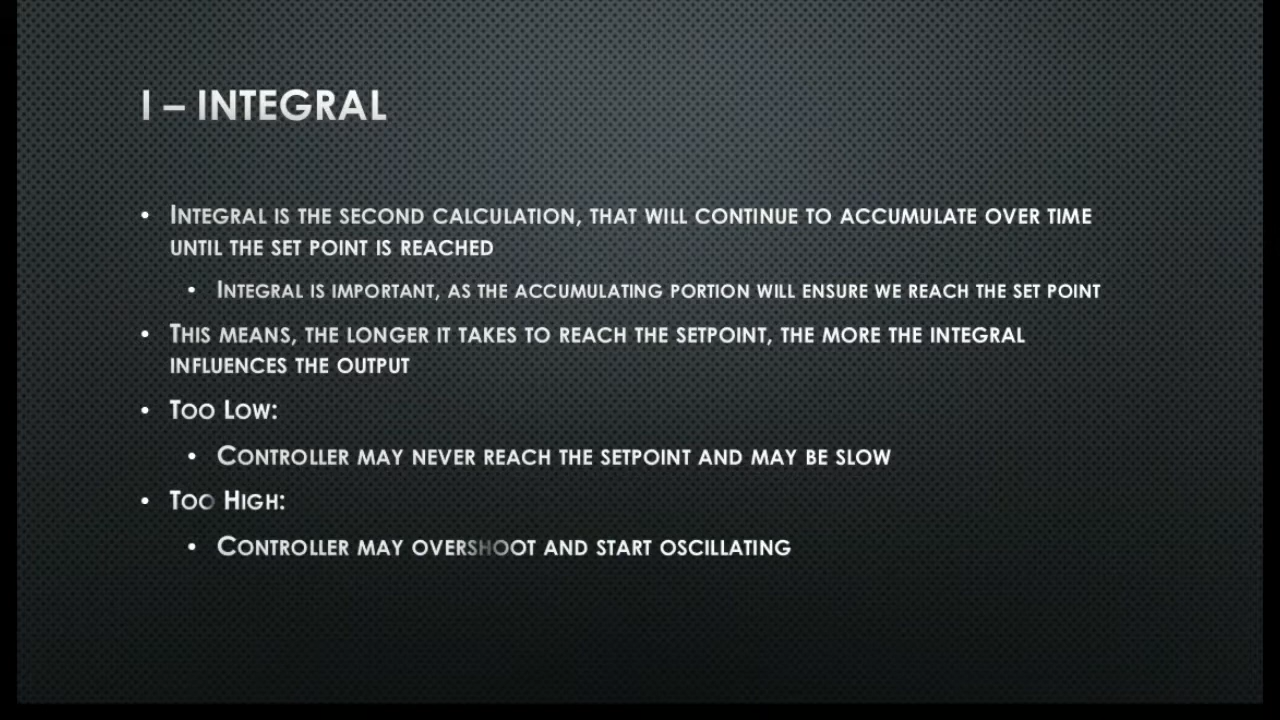 I – INTEGRAL
• INTEGRAL IS THE SECOND CALCULATION, THAT WILL CONTINUE TO ACCUMULATE OVER TIME
UNTIL THE SET POINT IS REACHED
• INTEGRAL IS IMPORTANT, AS THE ACCUMULATING PORTION WILL ENSURE WE REACH THE SET POINT
• THIS MEANS, THE LONGER IT TAKES TO REACH THE SETPOINT, THE MORE THE INTEGRAL
INFLUENCES THE OUTPUT
• TOO LOW:
• CONTROLLER MAY NEVER REACH THE SETPOINT AND MAY BE SLOW
• TOO HIGH:
• CONTROLLER MAY OVERSHOOT AND START OSCILLATING